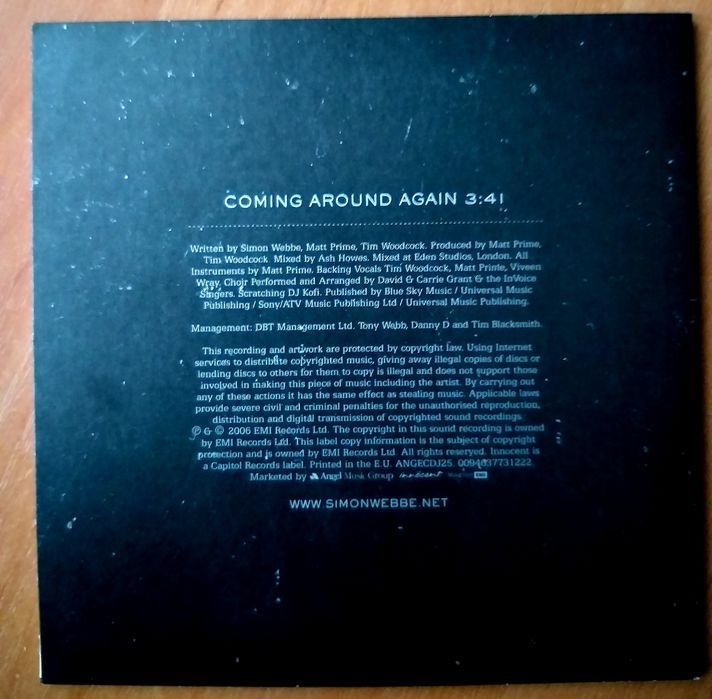 COMING AROUND AGAIN 3:41
Written by Simon Webbe, Matt Prime, Tim Woodcock. Produced by Matt Prime,
Tim Woodcock. Mixed by Ash Howes. Mixed at Eden Studios, London. All
Instruments by Matt Prime. Backing Vocals Tim Woodcock, Matt Prime, Viveen
Wray. Choir Performed and Arranged by David & Carrie Grant & the InVoice
Singers. Scratching DJ Kofi. Published by Blue Sky Music / Universal Music
Publishing / Sony/ATV Music Publishing Ltd / Universal Music Publishing.
Management: DBT Management Ltd. Tony Webb, Danny D and Tim Blacksmith.
This recording and artwork are protected by copyright law. Using Internet
services to distribute copyrighted music, giving away illegal copies of discs or
lending discs to others for them to copy is illegal and does not support those
involved in making this piece of music including the artist. By carrying out
any of these actions it has the same effect as stealing music. Applicable laws
provide severe civil and criminal penalties for the unauthorised reproduction,
distribution and digital transmission of copyrighted sound recordings.
℗ & © 2006 EMI Records Ltd. The copyright in this sound recording is owned
by EMI Records Ltd. This label copy information is the subject of copyright
protection and is owned by EMI Records Ltd. All rights reserved. Innocent is
a Capitol Records label. Printed in the E.U. ANGECDJ25. 0094637731222.
Marketed by Angel Music Group innocent EMI
WWW.SIMONWEBBE.NET